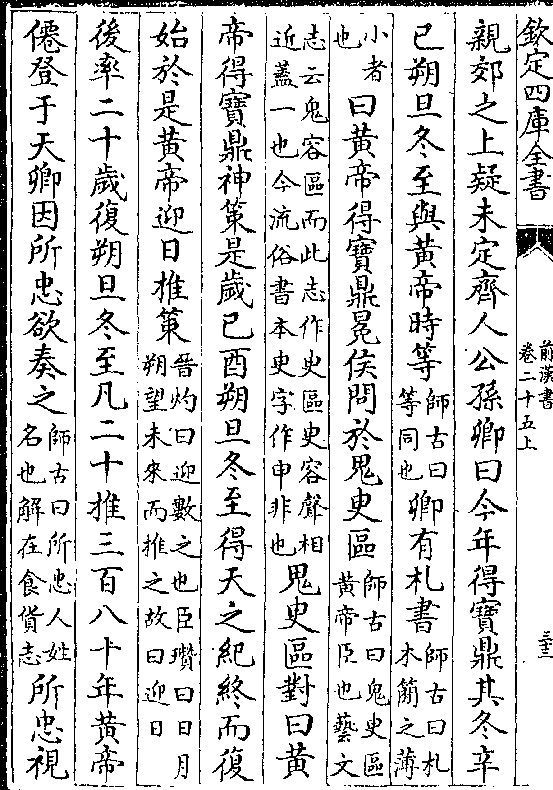 欽定四庫全書
前漢書
卷二十五上
三三
親郊之上疑未定齊人公孫卿曰今年得寶鼎其冬辛
已朔旦冬至與黄帝時等師古曰等同也卿有札書師古曰札木簡之薄
小者也曰黄帝得寶鼎冕侯問於鬼臾區師古曰鬼臾區黄帝臣也藝文
志云鬼容區而此志作臾區臾容聲相近蓋一也今流俗書本臾字作申非也鬼臾區對曰黄
帝得寶鼎神策是歲已酉朔旦冬至得天之紀終而復
始於是黄帝迎日推策晉灼曰迎數之也臣瓚曰日月朔望未來而推之故曰迎日
後率二十歲復朔旦冬至凡二十推三百八十年黄帝
僊登于天卿因所忠欲奏之師古曰所忠人姓名也解在食貨志所忠視